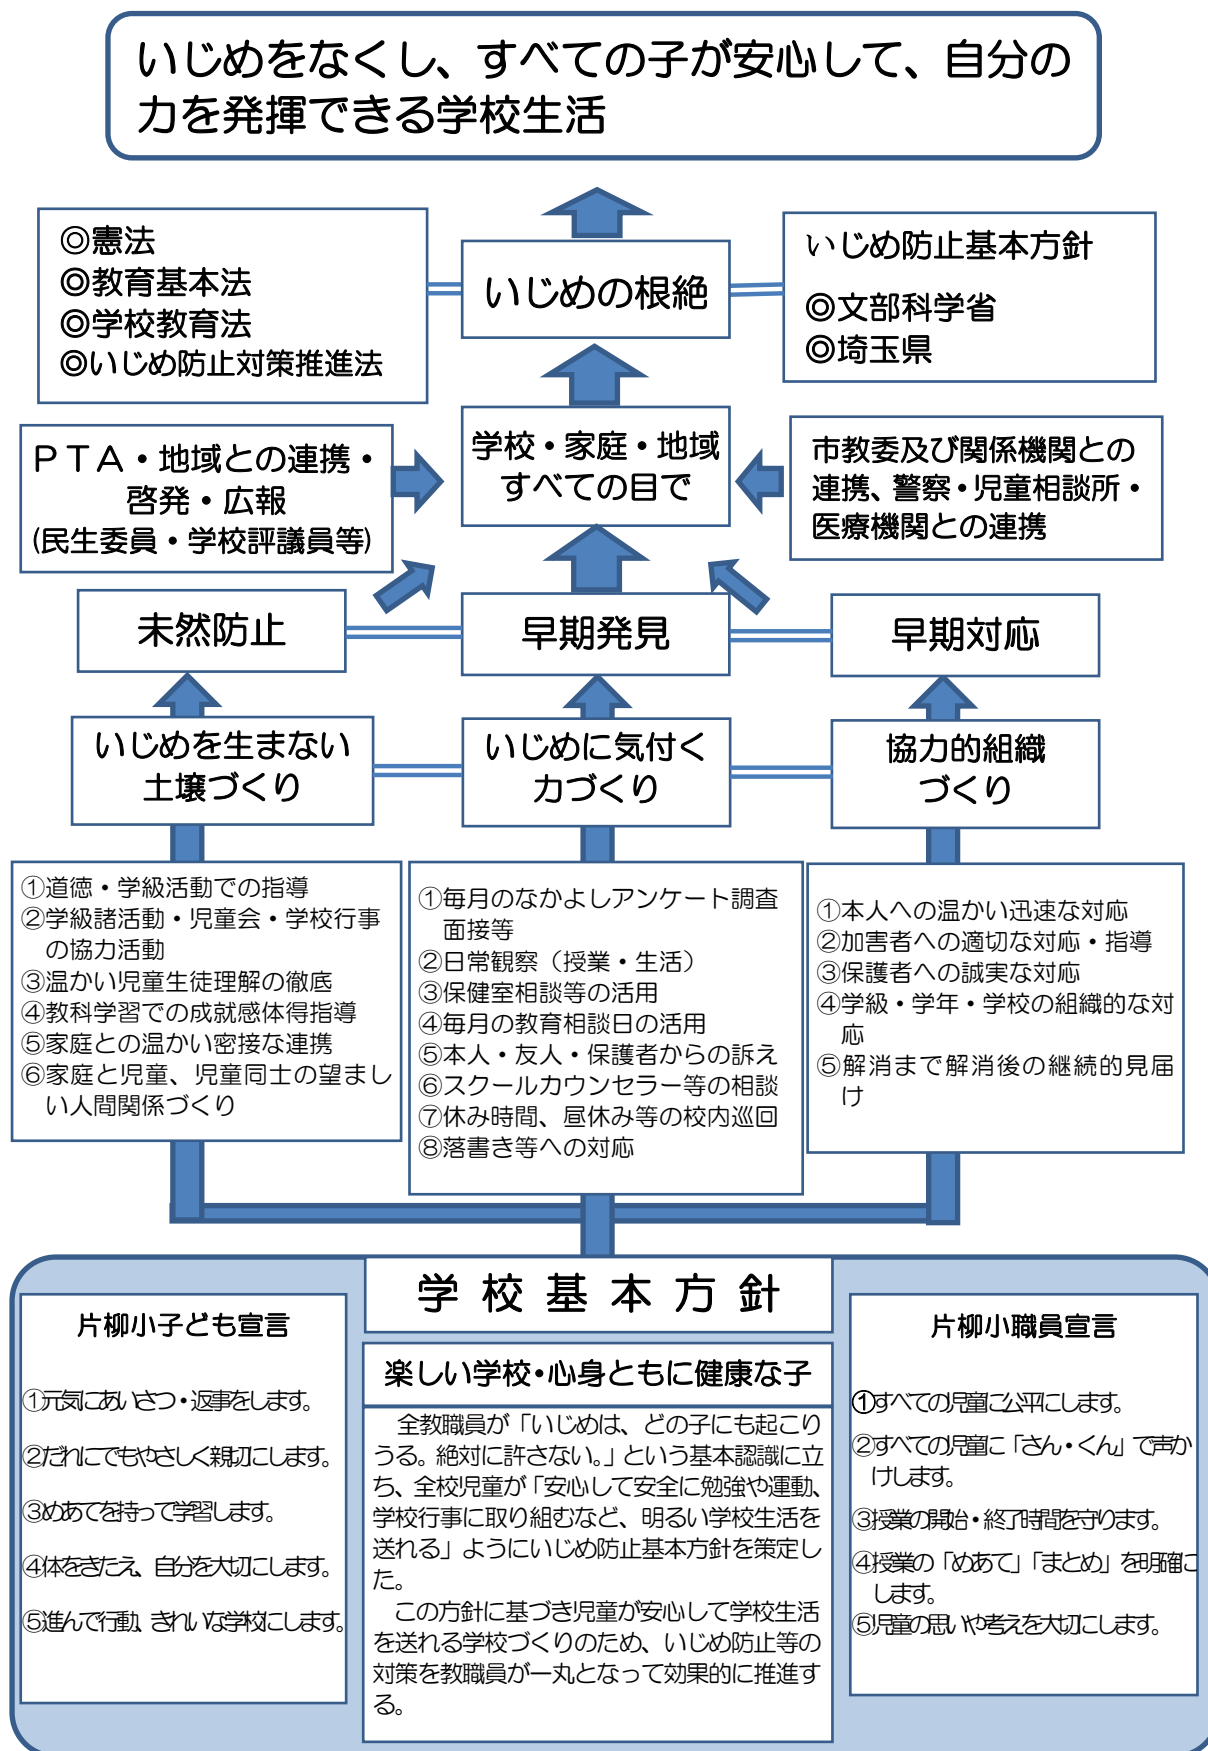 いじめをなくし、すべての子が安心して、自分の
力を発揮できる学校生活
◎憲法
◎教育基本法
◎学校教育法
◎いじめ防止対策推進法
いじめの根絶
いじめ防止基本方針
◎文部科学省
◎埼玉県
ＰＴＡ・地域との連携・
啓発・広報
(民生委員・学校評議員等)
学校・家庭・地域
すべての目で
市教委及び関係機関との
連携、警察・児童相談所・
医療機関との連携
未然防止
早期発見
早期対応
いじめを生まない
土壌づくり
いじめに気付く
力づくり
協力的組織
づくり
①道徳・学級活動での指導
②学級諸活動・児童会・学校行事
の協力活動
③温かい児童生徒理解の徹底
④教科学習での成就感体得指導
⑤家庭との温かい密接な連携
⑥家庭と児童、児童同士の望まし
い人間関係づくり
①毎月のなかよしアンケート調査
面接等
②日常観察（授業・生活）
③保健室相談等の活用
④毎月の教育相談日の活用
⑤本人・友人・保護者からの訴え
⑥スクールカウンセラー等の相談
⑦休み時間、昼休み等の校内巡回
⑧落書き等への対応
①本人への温かい迅速な対応
②加害者への適切な対応・指導
③保護者への誠実な対応
④学級・学年・学校の組織的な対
応
⑤解消まで解消後の継続的見届
け
学校基本方針
片柳小子ども宣言
①元気にあいさつ・返事をします。
②だれにでもやさしく親切にします。
③めあてを持って学習します。
④体をきたえ、自分を大切にします。
⑤進んで行動、きれいな学校にします。
楽しい学校・心身ともに健康な子
全教職員が「いじめは、どの子にも起こり
うる。絶対に許さない。」という基本認識に立
ち、全校児童が「安心して安全に勉強や運動、
学校行事に取り組むなど、明るい学校生活を
送れる」ようにいじめ防止基本方針を策定し
た。
この方針に基づき児童が安心して学校生活
を送れる学校づくりのため、いじめ防止等の
対策を教職員が一丸となって効果的に推進す
る。
片柳小職員宣言
①すべての児童に公平にします。
②すべての児童に「さん・くん」で声か
けします。
③授業の開始・終了時間を守ります。
④授業の「めあて」「まとめ」を明確に
します。
⑤児童の思いや考えを大切にします。